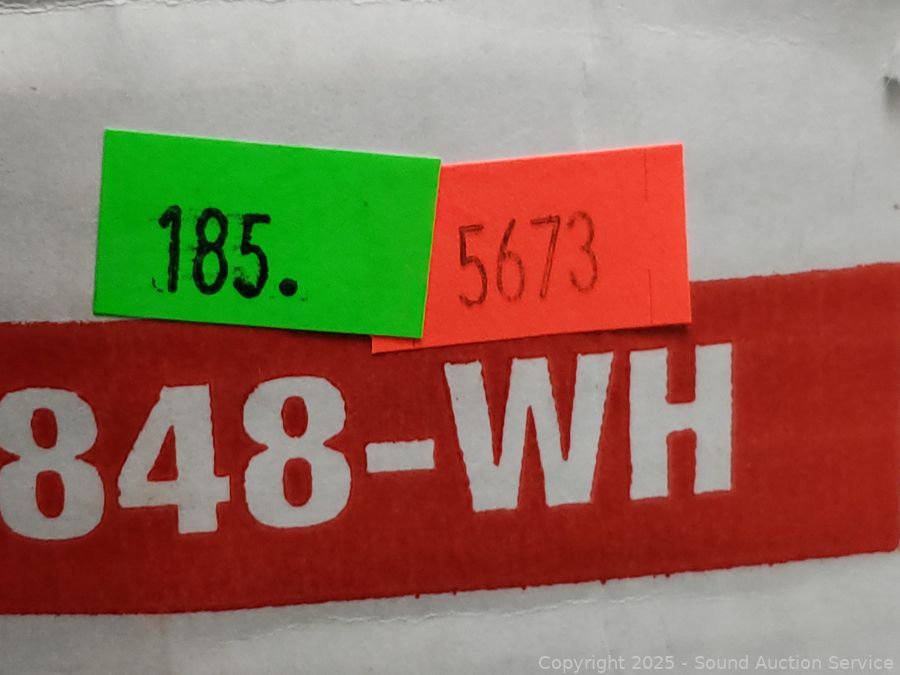 185. 5673
848-WH
Copyright 2025 - Sound Auction Service